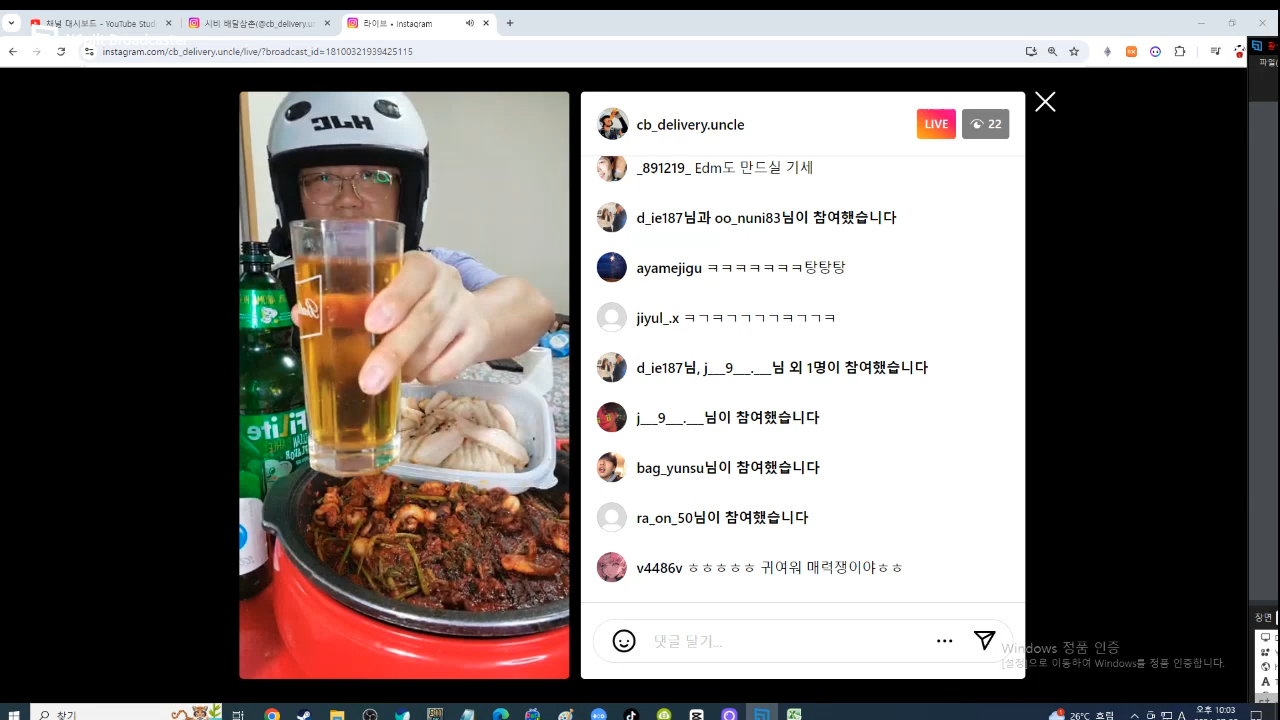 채널 대시보드 - YouTube Stud
시비 배달삼촌(@cb_delivery.u
라이브 • Instagram
instagram.com/cb_delivery.uncle/live/?broadcast_id=18100321939425115
파일(
HJC
FiLite
cb_delivery.uncle
LIVE
22
_891219_ Edm도 만드실 기세
d_ie187님과 oo_nuni83님이 참여했습니다
ayamejigu ㅋㅋㅋㅋㅋㅋㅋ탕탕탕
jiyul_.x ㅋㄱㅋㄱㄱㄱㄱㅋㄱㄱㅋ
d_ie187님, j___9___.___님 외 1명이 참여했습니다
j___9___.___님이 참여했습니다
bag_yunsu님이 참여했습니다
ra_on_50님이 참여했습니다
v4486v ㅎㅎㅎㅎㅎ 귀여워 매력쟁이야ㅎㅎ
댓글 달기...
Windows 정품 인증
[설정]으로 이동하여 Windows를 정품 인증합니다.
장면
찾기
26°C 흐림
오후 10:03